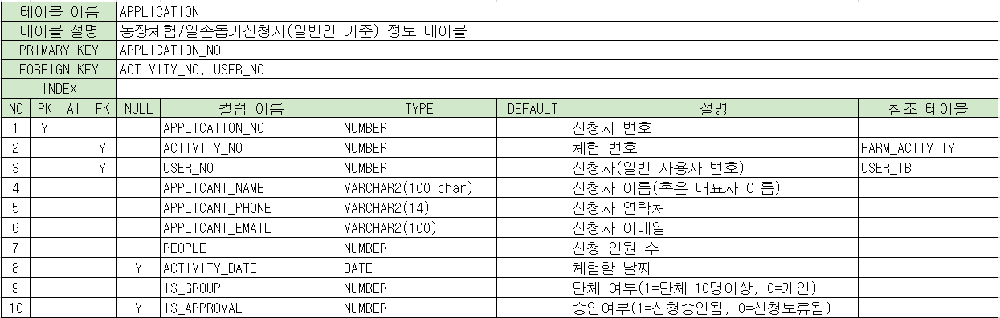 테이블 이름 APPLICATION
테이블 설명 농장체험/일손돕기신청서(일반인 기준) 정보 테이블
PRIMARY KEY APPLICATION_NO
FOREIGN KEY ACTIVITY_NO, USER_NO
INDEX
NO PK AI FK NULL 컬럼 이름 TYPE DEFAULT 설명 참조 테이블
1 Y APPLICATION_NO NUMBER 신청서 번호
2 Y ACTIVITY_NO NUMBER 체험 번호 FARM_ACTIVITY
3 Y USER_NO NUMBER 신청자(일반 사용자 번호) USER_TB
4 APPLICANT_NAME VARCHAR2(100 char) 신청자 이름(혹은 대표자 이름)
5 APPLICANT_PHONE VARCHAR2(14) 신청자 연락처
6 APPLICANT_EMAIL VARCHAR2(100) 신청자 이메일
7 PEOPLE NUMBER 신청 인원 수
8 Y ACTIVITY_DATE DATE 체험할 날짜
9 IS_GROUP NUMBER 단체 여부(1=단체-10명이상, 0=개인)
10 Y IS_APPROVAL NUMBER 승인여부(1=신청승인됨, 0=신청보류됨)